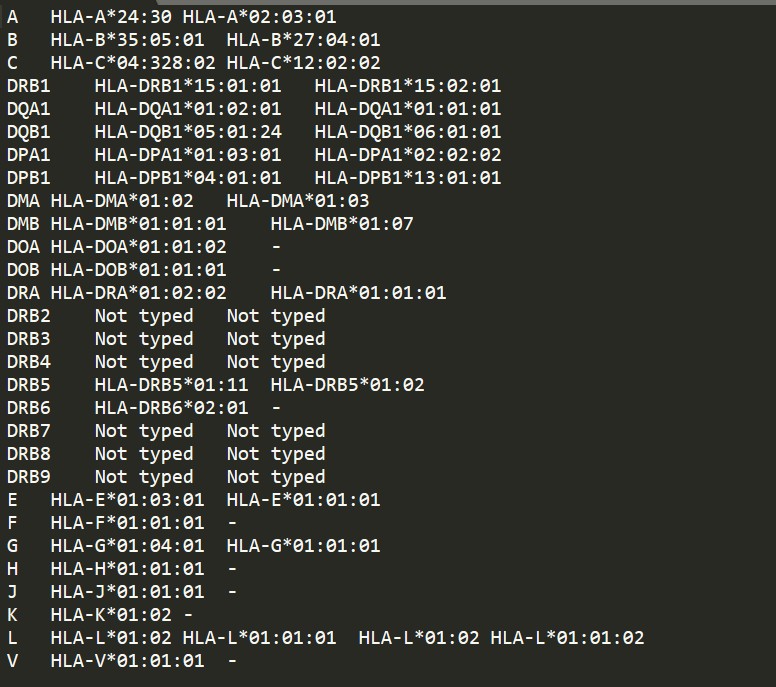 A HLA-A*24:30 HLA-A*02:03:01
B HLA-B*35:05:01 HLA-B*27:04:01
C HLA-C*04:328:02 HLA-C*12:02:02
DRB1 HLA-DRB1*15:01:01 HLA-DRB1*15:02:01
DQA1 HLA-DQA1*01:02:01 HLA-DQA1*01:01:01
DQB1 HLA-DQB1*05:01:24 HLA-DQB1*06:01:01
DPA1 HLA-DPA1*01:03:01 HLA-DPA1*02:02:02
DPB1 HLA-DPB1*04:01:01 HLA-DPB1*13:01:01
DMA HLA-DMA*01:02 HLA-DMA*01:03
DMB HLA-DMB*01:01:01 HLA-DMB*01:07
DOA HLA-DOA*01:01:02 -
DOB HLA-DOB*01:01:01 -
DRA HLA-DRA*01:02:02 HLA-DRA*01:01:01
DRB2 Not typed Not typed
DRB3 Not typed Not typed
DRB4 Not typed Not typed
DRB5 HLA-DRB5*01:11 HLA-DRB5*01:02
DRB6 HLA-DRB6*02:01 -
DRB7 Not typed Not typed
DRB8 Not typed Not typed
DRB9 Not typed Not typed
E HLA-E*01:03:01 HLA-E*01:01:01
F HLA-F*01:01:01 -
G HLA-G*01:04:01 HLA-G*01:01:01
H HLA-H*01:01:01 -
J HLA-J*01:01:01 -
K HLA-K*01:02 -
L HLA-L*01:02 HLA-L*01:01:01 HLA-L*01:02 HLA-L*01:01:02
V HLA-V*01:01:01 -